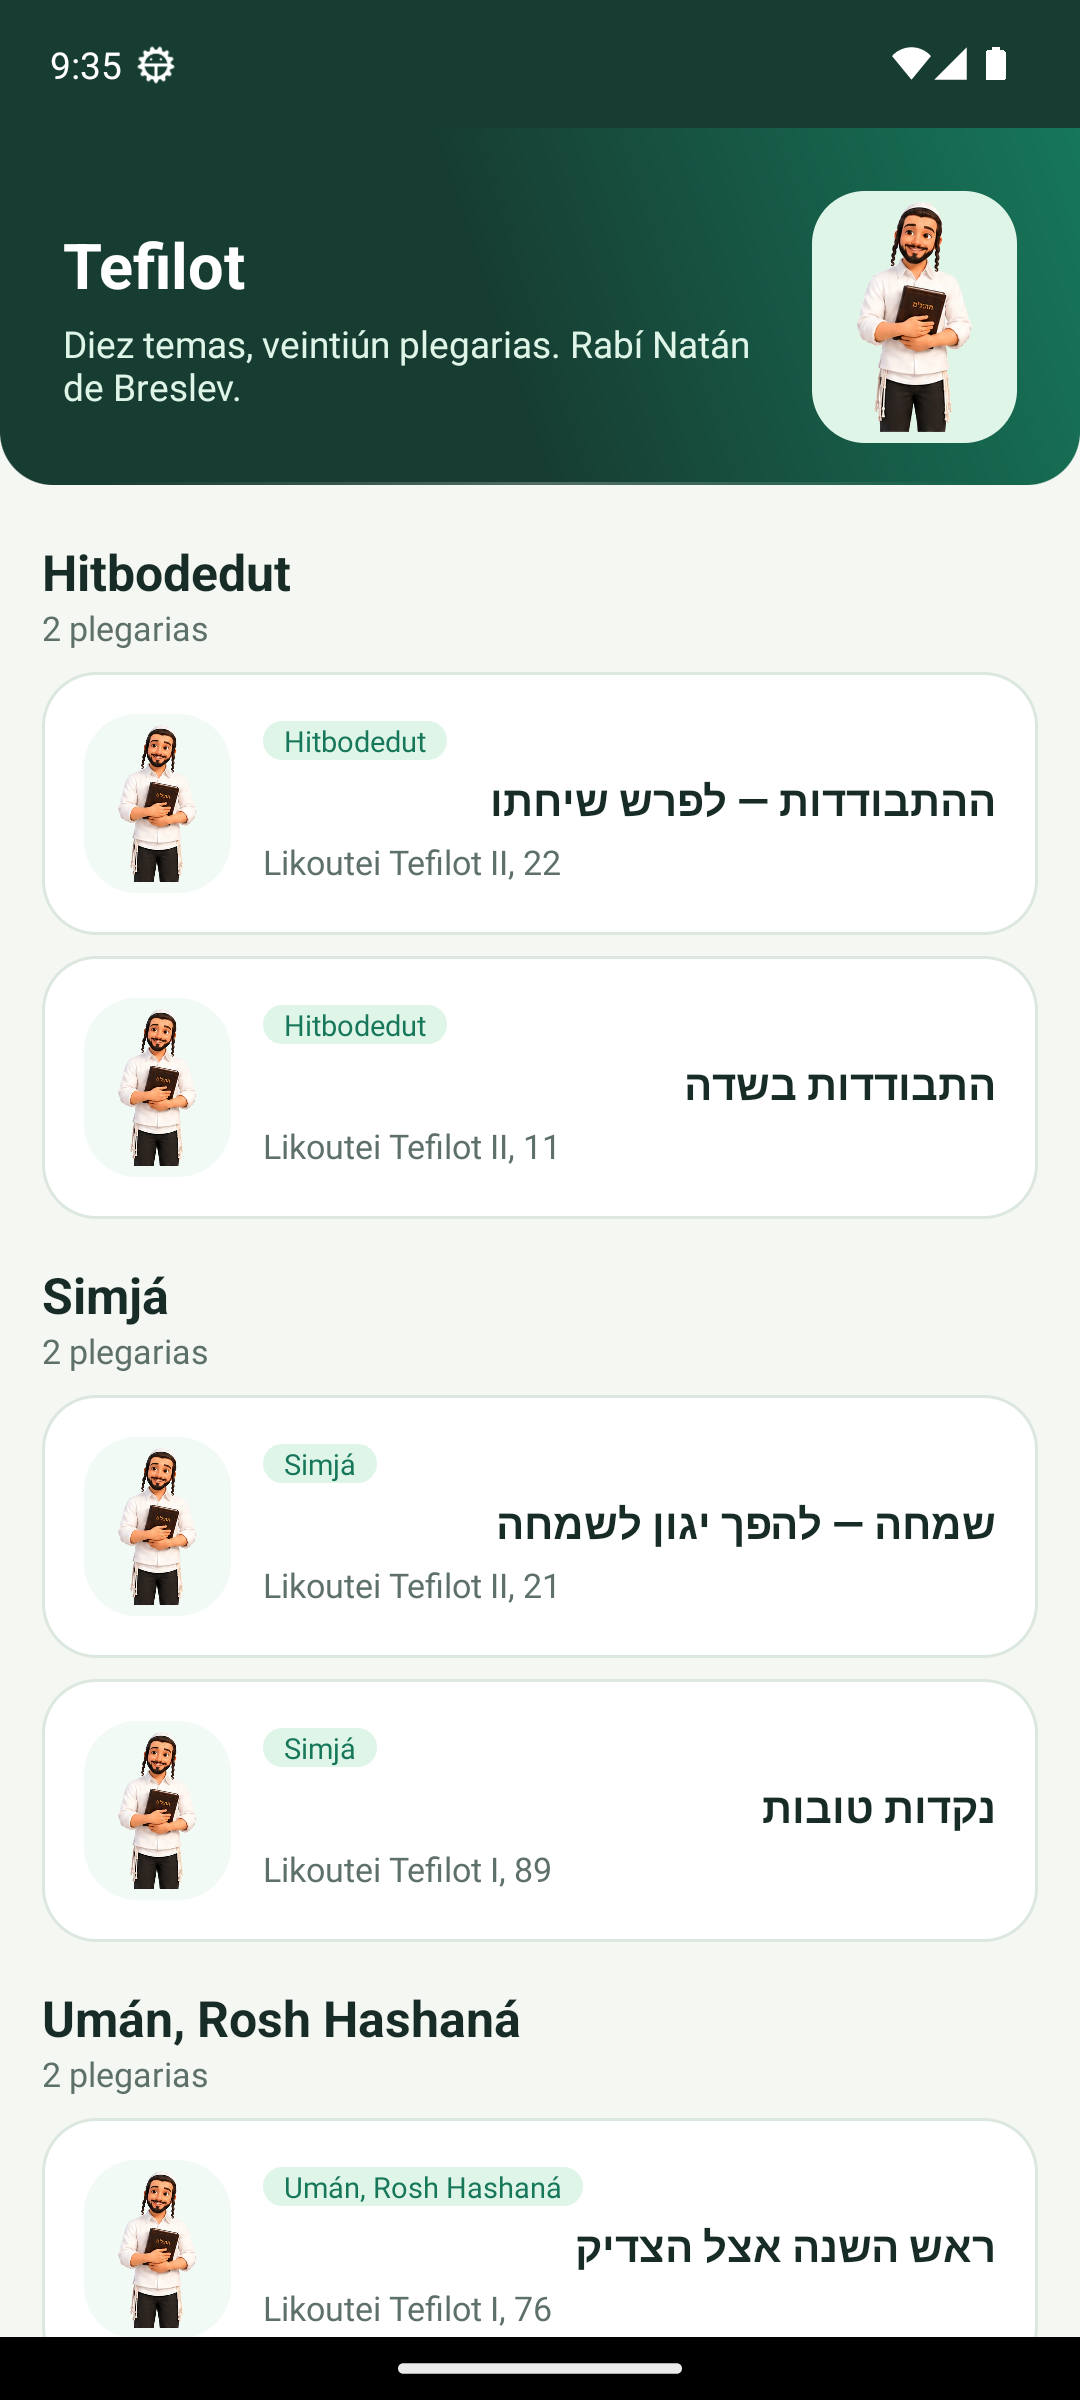 9:35
Tefilot
Diez temas, veintiún plegarias. Rabí Natán
de Breslev.
Hitbodedut
2 plegarias
Hitbodedut
ההתבודדות – לפרש שיחתו
Likoutei Tefilot II, 22
Hitbodedut
התבודדות בשדה
Likoutei Tefilot II, 11
Simjá
2 plegarias
Simjá
שמחה – להפך יגון לשמחה
Likoutei Tefilot II, 21
Simjá
נקדות טובות
Likoutei Tefilot I, 89
Umán, Rosh Hashaná
2 plegarias
Umán, Rosh Hashaná
ראש השנה אצל הצדיק
Likoutei Tefilot I, 76